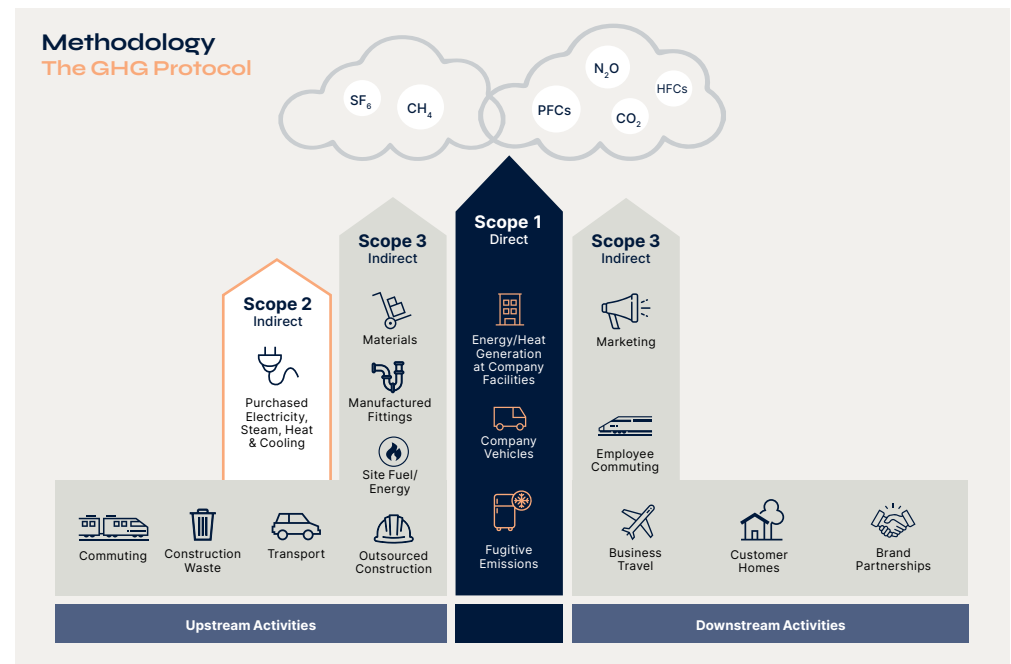 Methodology
The GHG Protocol
SF6
CH4
N2O
PFCs
HFCs
CO2
Scope 2
Indirect
Purchased
Electricity,
Steam, Heat
& Cooling
Scope 3
Indirect
Materials
Manufactured
Fittings
Site Fuel/
Energy
Commuting
Construction
Waste
Transport
Outsourced
Construction
Scope 1
Direct
Energy/Heat
Generation
at Company
Facilities
Company
Vehicles
Fugitive
Emissions
Scope 3
Indirect
Marketing
Employee
Commuting
Business
Travel
Customer
Homes
Brand
Partnerships
Upstream Activities
Downstream Activities